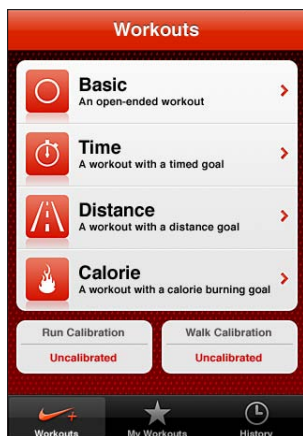 Workouts
Basic
An open-ended workout
Time
A workout with a timed goal
Distance
A workout with a distance goal
Calorie
A workout with a calorie burning goal
Run Calibration Walk Calibration
Uncalibrated Uncalibrated
Workouts My Workouts History